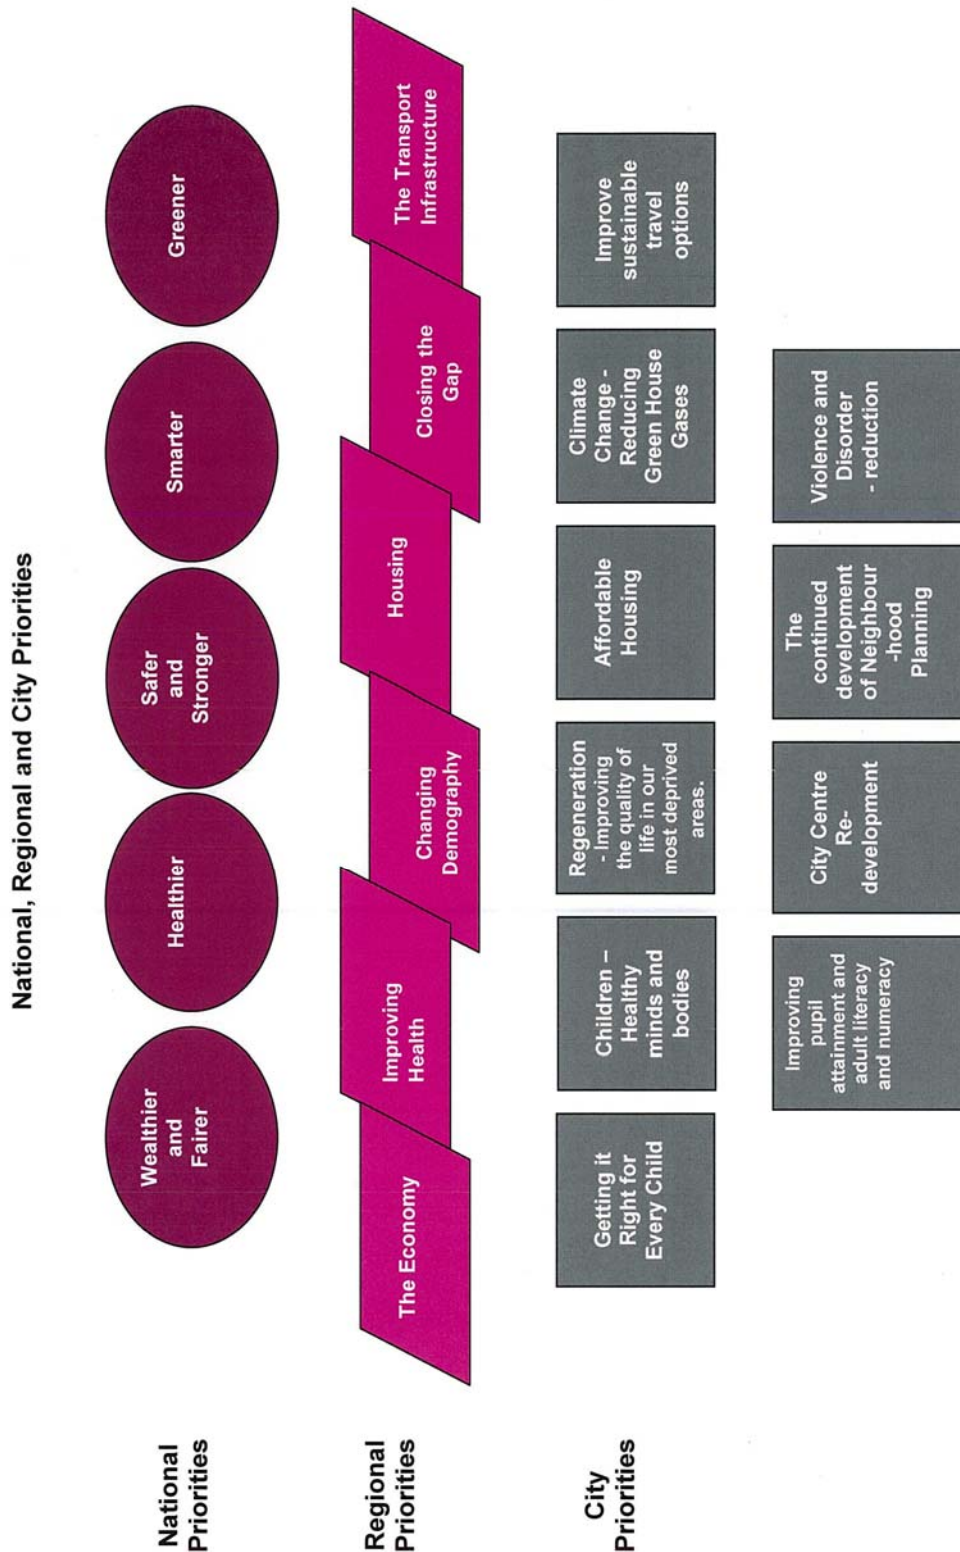 National, Regional and City Priorities
National
Priorities
Wealthier
and
Fairer
Healthier
Safer
and
Stronger
Smarter
Greener
Regional
Priorities
The Economy
Improving
Health
Changing
Demography
Housing
Closing the
Gap
The Transport
Infrastructure
City
Priorities
Getting it
Right for
Every Child
Children –
Healthy
minds and
bodies
Regeneration
- Improving
the quality of
life in our
most deprived
areas.
Affordable
Housing
Climate
Change -
Reducing
Green House
Gases
Improve
sustainable
travel
options
Improving
pupil
attainment and
adult literacy
and numeracy
City Centre
Re-
development
The
continued
development
of Neighbour
-hood
Planning
Violence and
Disorder
- reduction